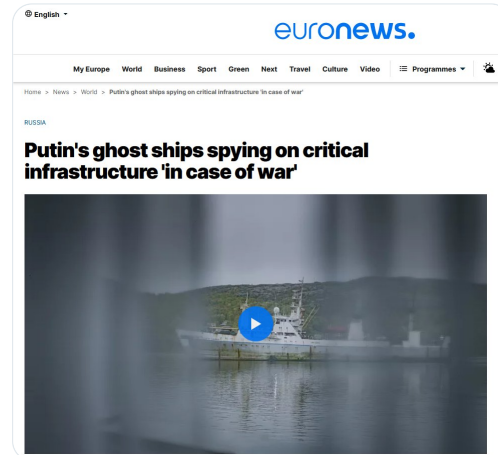 English
euronews.
My Europe World Business Sport Green Next Travel Culture Video Programmes
Home > News > World > Putin's ghost ships spying on critical infrastructure 'in case of war'
RUSSIA
Putin's ghost ships spying on critical
infrastructure 'in case of war'